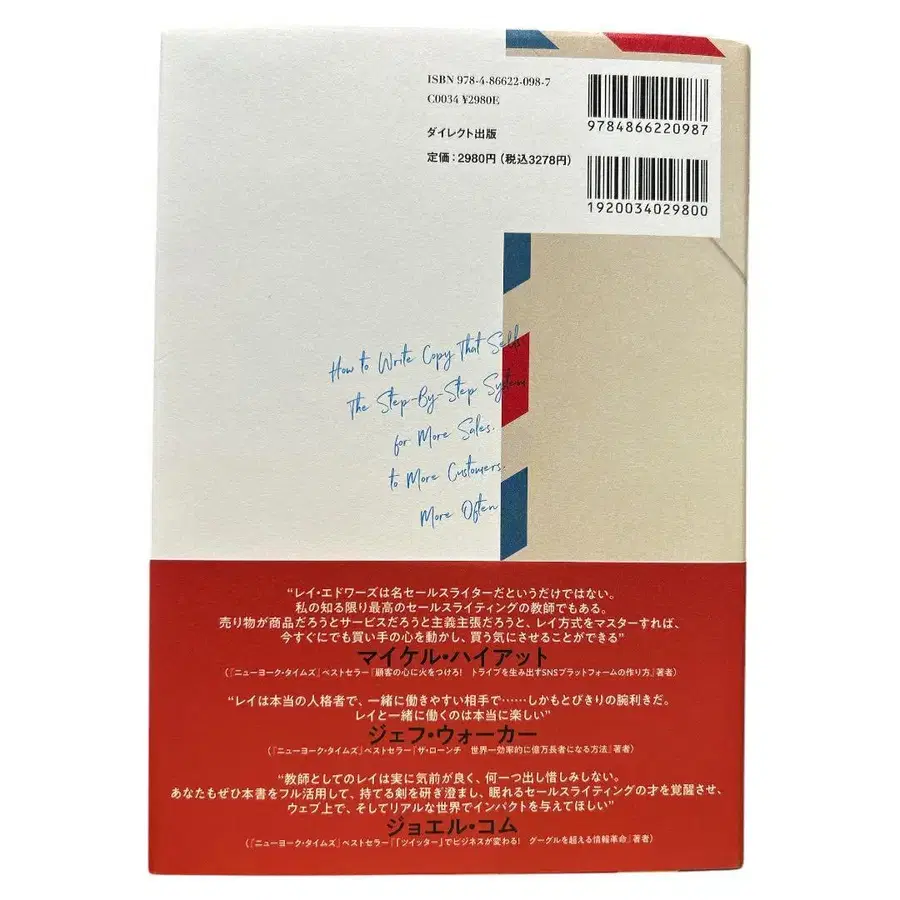 ISBN 978-4-86622-098-7
C0034 ¥2980E
ダイレクト出版
定価：2980円（税込3278円）
9784866220987
1920034029800
How to Write Copy That Sells
The Step-By-Step System
for More Sales,
to More Customers,
More Often
“レイ・エドワーズは名セールスライターだというだけではない。
私の知る限り最高のセールスライティングの教師でもある。
売り物が商品だろうとサービスだろうと主義主張だろうと、レイ方式をマスターすれば、
今すぐにでも買い手の心を動かし、買う気にさせることができる”
マイケル・ハイアット
（『ニューヨーク・タイムズ』ベストセラー『顧客の心に火をつけろ！ トライブを生み出すSNSプラットフォームの作り方』著者）
“レイは本当の人格者で、一緒に働きやすい相手で……しかもとびきりの腕利きだ。
レイと一緒に働くのは本当に楽しい”
ジェフ・ウォーカー
（『ニューヨーク・タイムズ』ベストセラー『ザ・ローンチ 世界一効率的に億万長者になる方法』著者）
“教師としてのレイは実に気前が良く、何一つ出し惜しみしない。
あなたもぜひ本書をフル活用して、持てる剣を研ぎ澄まし、眠れるセールスライティングの才を覚醒させ、
ウェブ上で、そしてリアルな世界でインパクトを与えてほしい”
ジョエル・コム
（『ニューヨーク・タイムズ』ベストセラー『「ツイッター」でビジネスが変わる！ グーグルを超える情報革命』著者）